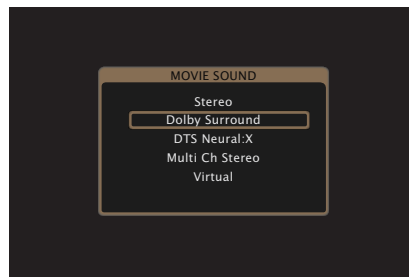 MOVIE SOUND
Stereo
Dolby Surround
DTS Neural:X
Multi Ch Stereo
Virtual